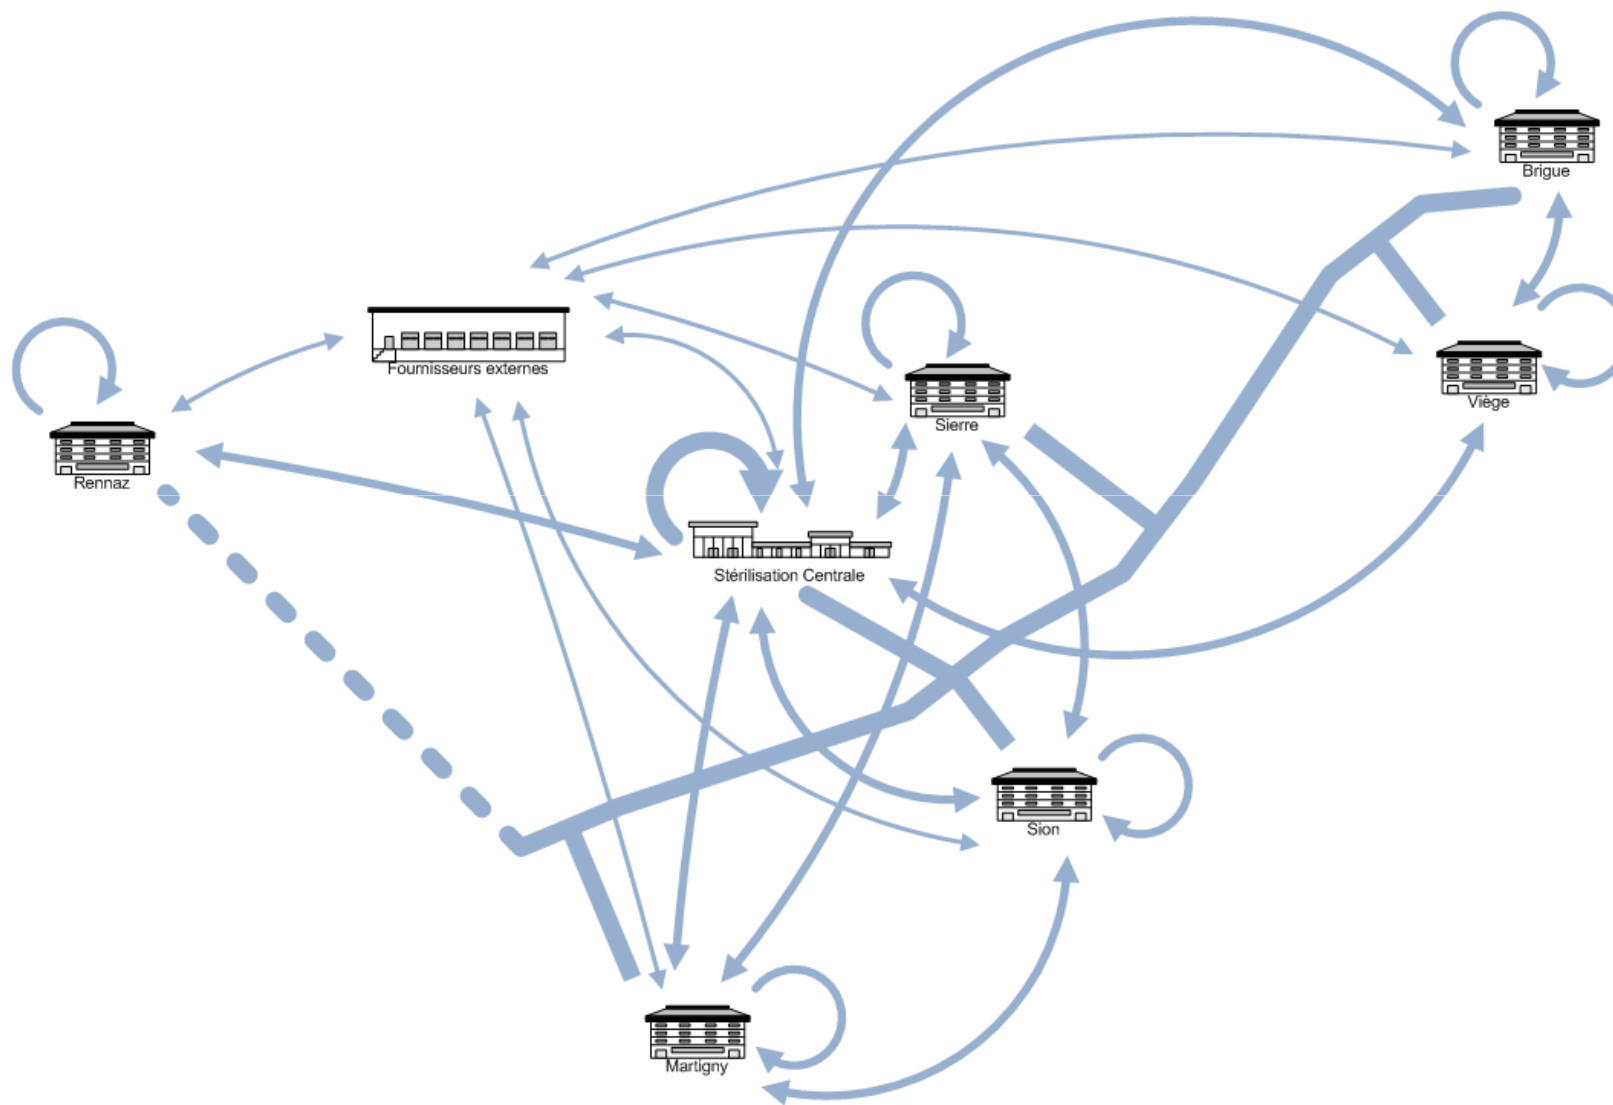 Brigue
Fournisseurs externes
Viège
Sierre
Rennaz
Stérilisation Centrale
Sion
Martigny